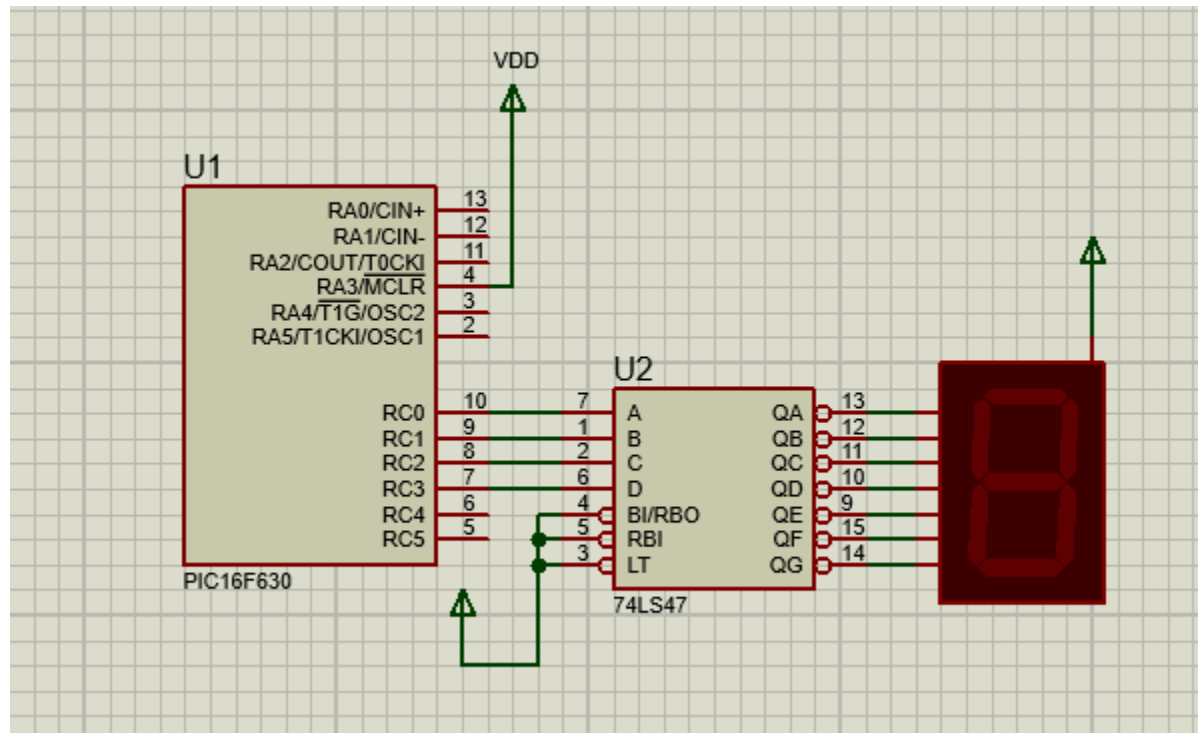 VDD
U1
RA0/CIN+ 13
RA1/CIN- 12
RA2/COUT/T0CKI 11
RA3/MCLR 4
RA4/T1G/OSC2 3
RA5/T1CKI/OSC1 2
U2
RC0 10 7 A QA 13
RC1 9 1 B QB 12
RC2 8 2 C QC 11
RC3 7 6 D QD 10
RC4 6 4 BI/RBO QE 9
RC5 5 5 RBI QF 15
3 LT QG 14
PIC16F630
74LS47